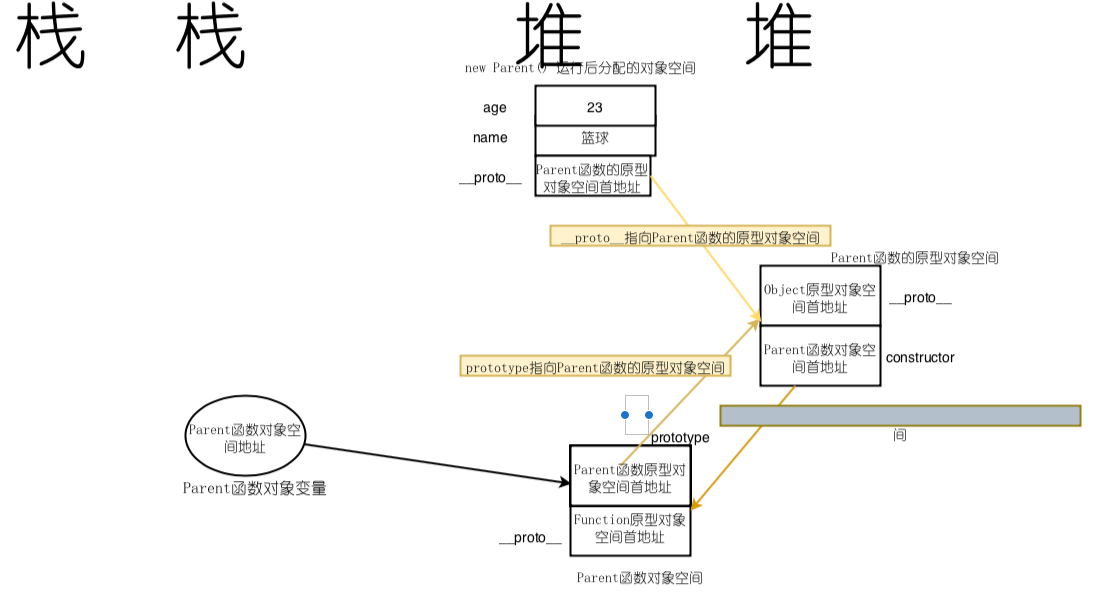 栈 栈 堆 堆
new Parent() 运行后分配的对象空间
age 23
name 篮球
__proto__
Parent函数的原型
对象空间首地址
__proto__指向Parent函数的原型对象空间
Parent函数的原型对象空间
Object原型对象空
间首地址
__proto__
Parent函数对象空
间首地址
constructor
prototype指向Parent函数的原型对象空间
间
Parent函数对象空
间地址
Parent函数对象变量
prototype
Parent函数原型对
象空间首地址
Function原型对象
空间首地址
__proto__
Parent函数对象空间